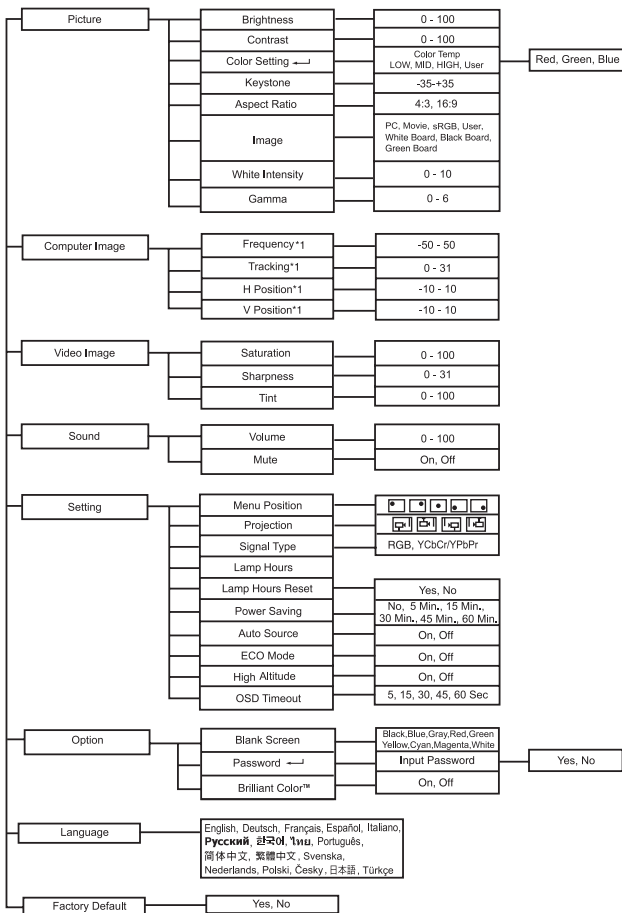 Picture
Brightness
0 - 100
Contrast
0 - 100
Color Setting
Color Temp
LOW, MID, HIGH, User
Red, Green, Blue
Keystone
-35-+35
Aspect Ratio
4:3, 16:9
Image
PC, Movie, sRGB, User,
White Board, Black Board,
Green Board
White Intensity
0 - 10
Gamma
0 - 6
Computer Image
Frequency*1
-50 - 50
Tracking*1
0 - 31
H Position*1
-10 - 10
V Position*1
-10 - 10
Video Image
Saturation
0 - 100
Sharpness
0 - 31
Tint
0 - 100
Sound
Volume
0 - 100
Mute
On, Off
Setting
Menu Position
Projection
Signal Type
RGB, YCbCr/YPbPr
Lamp Hours
Lamp Hours Reset
Yes, No
Power Saving
No, 5 Min., 15 Min.,
30 Min., 45 Min., 60 Min.
Auto Source
On, Off
ECO Mode
On, Off
High Altitude
On, Off
OSD Timeout
5, 15, 30, 45, 60 Sec
Option
Blank Screen
Black,Blue,Gray,Red,Green
Yellow,Cyan,Magenta,White
Password
Input Password
Yes, No
Brilliant Color™
On, Off
Language
English, Deutsch, Français, Español, Italiano,
Русский, 한국어, ไทย, Português,
简体中文, 繁體中文, Svenska,
Nederlands, Polski, Česky, 日本語, Türkçe
Factory Default
Yes, No